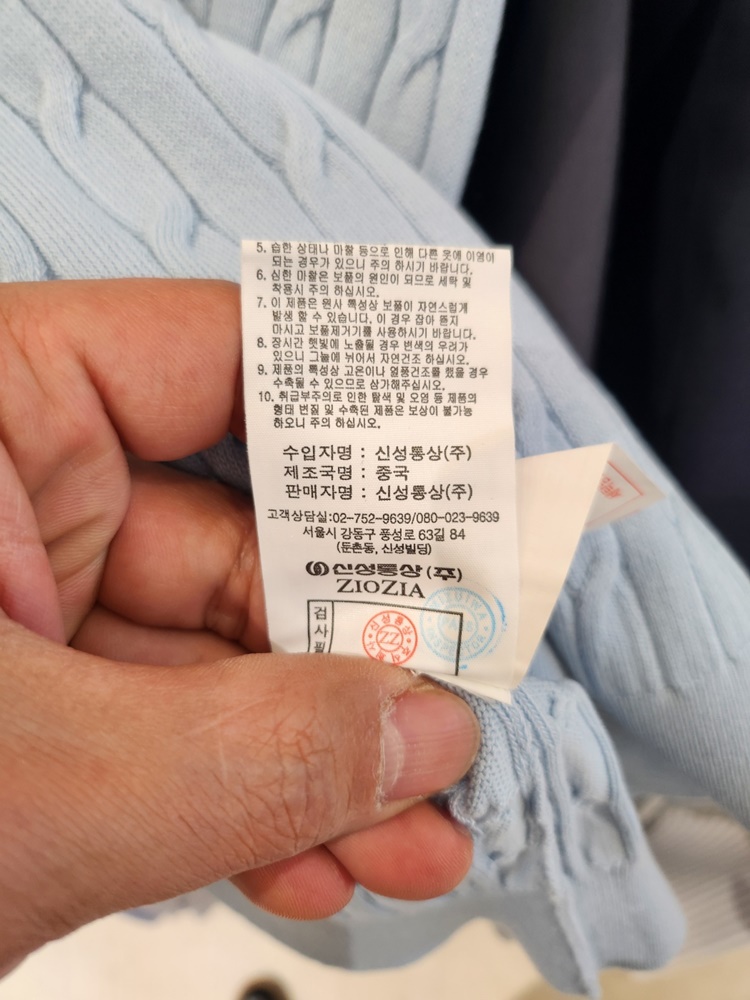 5. 습한 상태나 마찰 등으로 인해 다른 옷에 이염이
되는 경우가 있으니 주의 하시기 바랍니다.
6. 심한 마찰은 보풀의 원인이 되므로 세탁 및
착용시 주의 하십시오.
7. 이 제품은 원사 특성상 보풀이 자연스럽게
발생 할 수 있습니다. 이 경우 잡아 뜯지
마시고 보풀제거기를 사용하시기 바랍니다.
8. 장시간 햇빛에 노출될 경우 변색의 우려가
있으니 그늘에 뉘어서 자연건조 하십시오.
9. 제품의 특성상 고온이나 열풍건조를 했을 경우
수축될 수 있으므로 삼가해주십시오.
10. 취급부주의로 인한 탈색 및 오염 등 제품의
형태 변질 및 수축된 제품은 보상이 불가능
하오니 주의 하십시오.
수입자명 : 신성통상(주)
제조국명 : 중국
판매자명 : 신성통상(주)
고객상담실:02-752-9639/080-023-9639
서울시 강동구 풍성로 63길 84
(둔촌동, 신성빌딩)
신성통상(주)
ZIOZIA
검사필
신성통상
ZZ